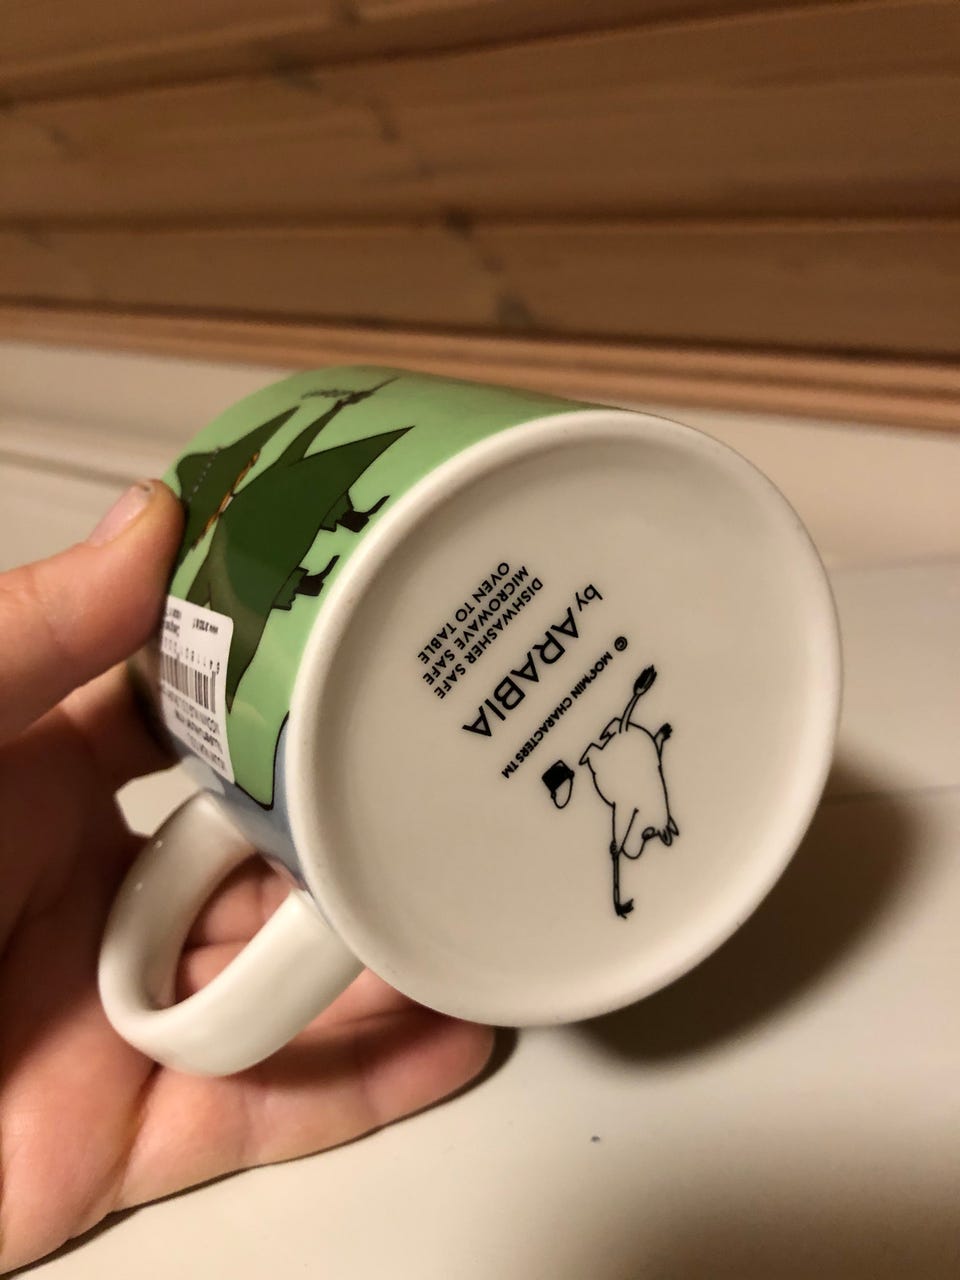 © MOOMIN CHARACTERS TM
by ARABIA
DISHWASHER SAFE
MICROWAVE SAFE
OVEN TO TABLE